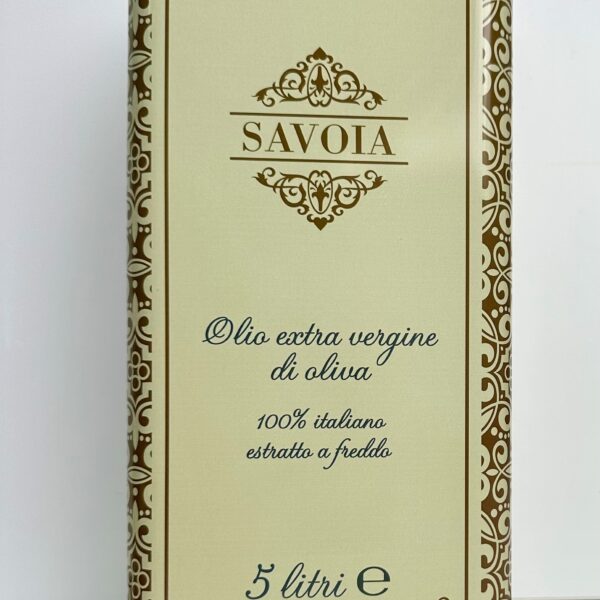 SAVOIA
Olio extra vergine
di oliva
100% italiano
estratto a freddo
5 litri ℮